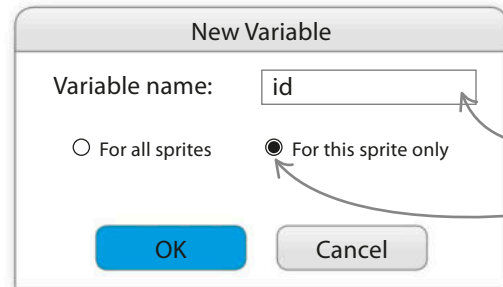 New Variable
Variable name: id
For all sprites For this sprite only
OK Cancel